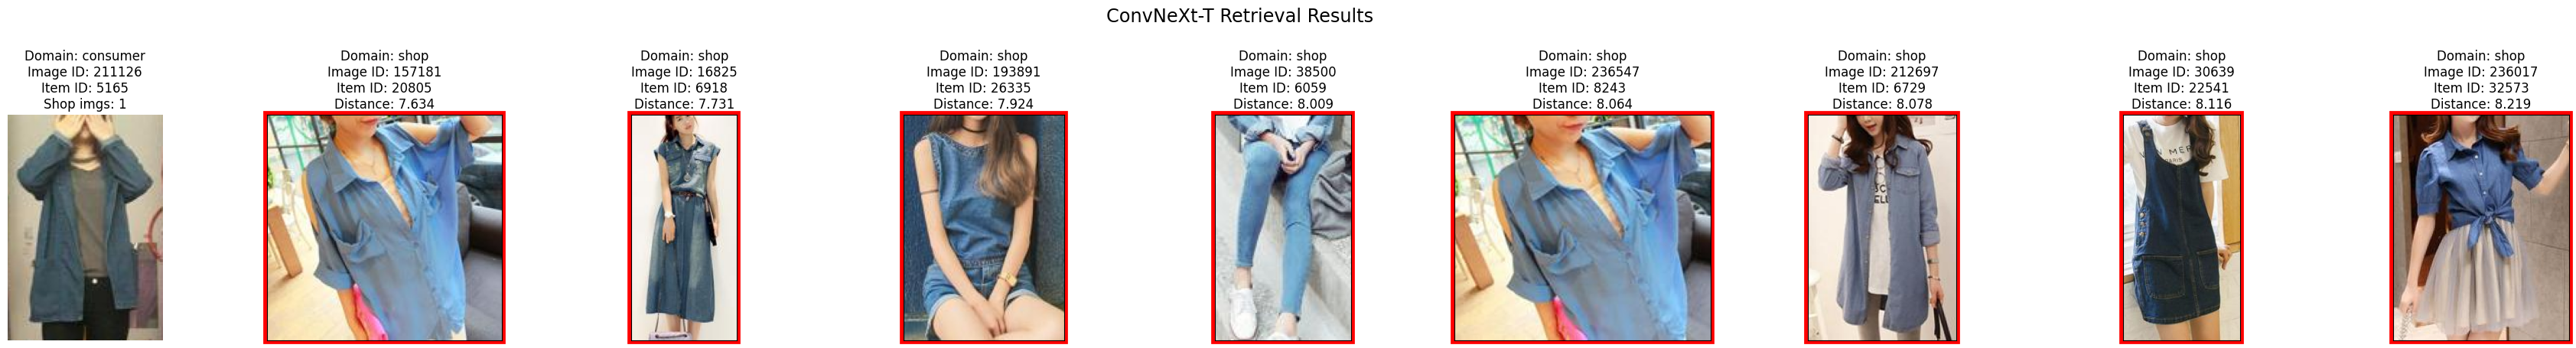 ConvNeXt-T Retrieval Results
Domain: consumer
Image ID: 211126
Item ID: 5165
Shop imgs: 1
Domain: shop
Image ID: 157181
Item ID: 20805
Distance: 7.634
Domain: shop
Image ID: 16825
Item ID: 6918
Distance: 7.731
Domain: shop
Image ID: 193891
Item ID: 26335
Distance: 7.924
Domain: shop
Image ID: 38500
Item ID: 6059
Distance: 8.009
Domain: shop
Image ID: 236547
Item ID: 8243
Distance: 8.064
Domain: shop
Image ID: 212697
Item ID: 6729
Distance: 8.078
Domain: shop
Image ID: 30639
Item ID: 22541
Distance: 8.116
Domain: shop
Image ID: 236017
Item ID: 32573
Distance: 8.219